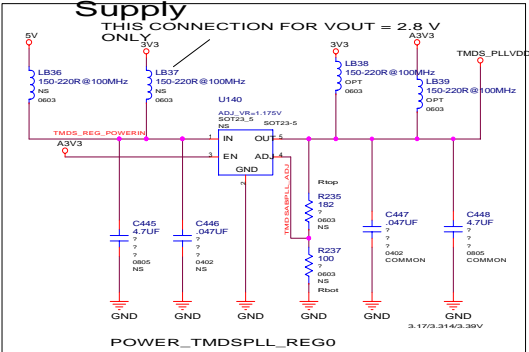 Supply
THIS CONNECTION FOR VOUT = 2.8 V
ONLY
5V
3V3
3V3
A3V3
TMDS_PLLVDD
LB36
150-220R@100MHz
NS
0603
LB37
150-220R@100MHz
NS
0603
LB38
150-220R@100MHz
OPT
0603
LB39
150-220R@100MHz
OPT
0603
U140
ADJ_VR=1.175V
SOT23_5
NS
SOT23-5
TMDS_REG_POWERIN
1
IN
OUT
5
A3V3
3
EN
ADJ
4
GND
2
TMDSABPLL_ADJ
Rtop
R235
182
?
0603
NS
R237
100
?
0603
NS
Rbot
C445
4.7UF
?
?
0805
NS
C446
.047UF
?
?
0402
NS
C447
.047UF
?
?
0402
COMMON
C448
4.7UF
?
?
0805
COMMON
GND
GND
GND
GND
GND
GND
3.17/3.314/3.39V
POWER_TMDSPLL_REG0